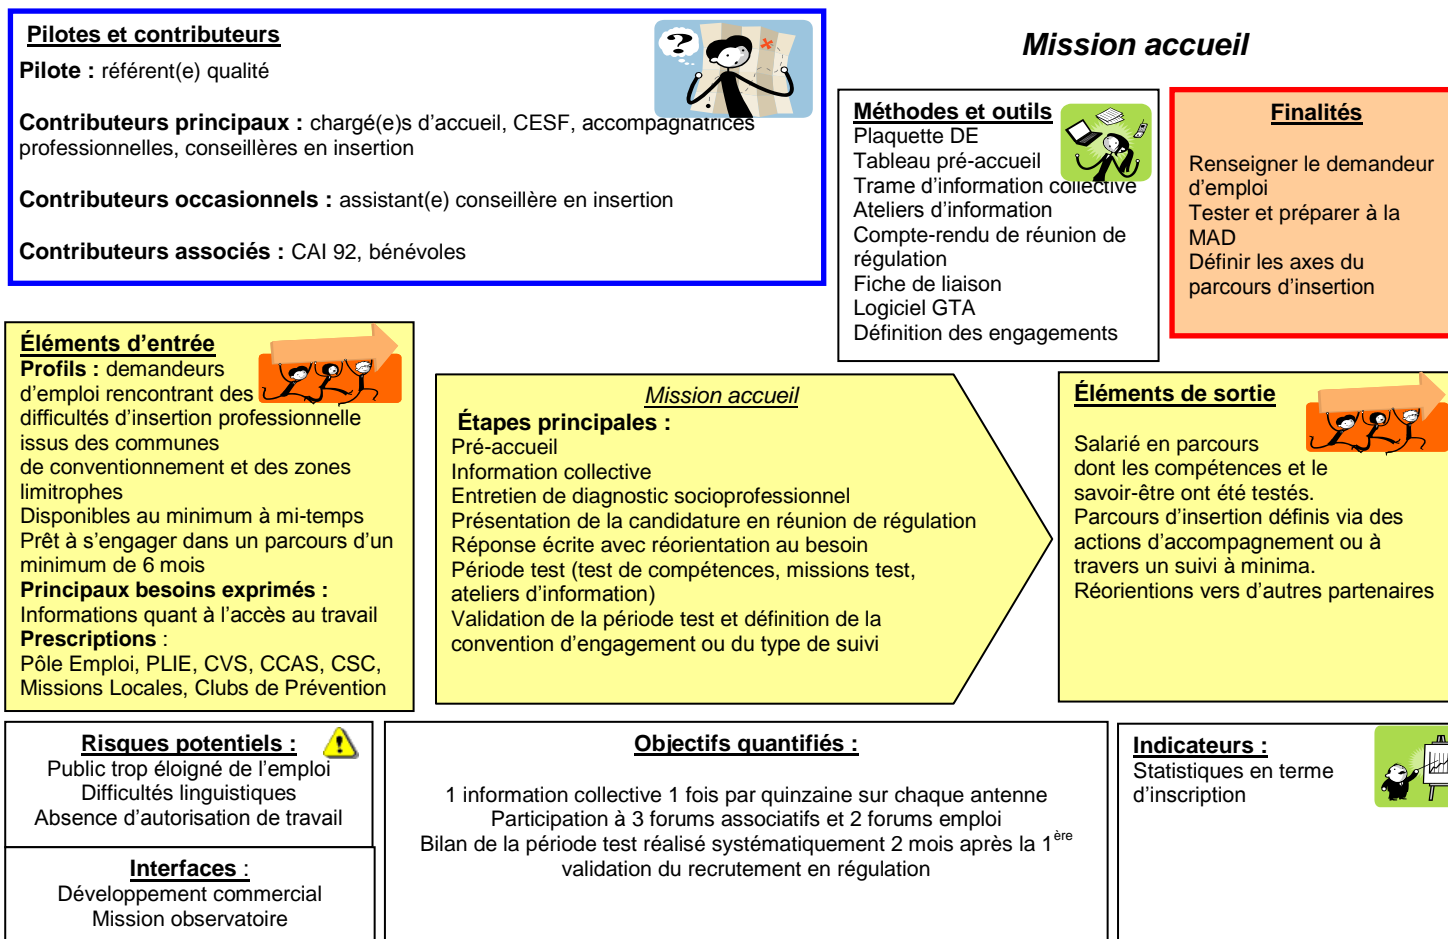 Pilotes et contributeurs
Pilote : référent(e) qualité
Contributeurs principaux : chargé(e)s d'accueil, CESF, accompagnatrices
professionnelles, conseillères en insertion
Contributeurs occasionnels : assistant(e) conseillère en insertion
Contributeurs associés : CAI 92, bénévoles
?
Mission accueil
Méthodes et outils
Plaquette DE
Tableau pré-accueil
Trame d'information collective
Ateliers d'information
Compte-rendu de réunion de
régulation
Fiche de liaison
Logiciel GTA
Définition des engagements
Finalités
Renseigner le demandeur
d'emploi
Tester et préparer à la
MAD
Définir les axes du
parcours d'insertion
Éléments d'entrée
Profils : demandeurs
d'emploi rencontrant des
difficultés d'insertion professionnelle
issus des communes
de conventionnement et des zones
limitrophes
Disponibles au minimum à mi-temps
Prêt à s'engager dans un parcours d'un
minimum de 6 mois
Principaux besoins exprimés :
Informations quant à l'accès au travail
Prescriptions :
Pôle Emploi, PLIE, CVS, CCAS, CSC,
Missions Locales, Clubs de Prévention
Mission accueil
Étapes principales :
Pré-accueil
Information collective
Entretien de diagnostic socioprofessionnel
Présentation de la candidature en réunion de régulation
Réponse écrite avec réorientation au besoin
Période test (test de compétences, missions test,
ateliers d'information)
Validation de la période test et définition de la
convention d'engagement ou du type de suivi
Éléments de sortie
Salarié en parcours
dont les compétences et le
savoir-être ont été testés.
Parcours d'insertion définis via des
actions d'accompagnement ou à
travers un suivi à minima.
Réorientions vers d'autres partenaires
Risques potentiels :
!
Public trop éloigné de l'emploi
Difficultés linguistiques
Absence d'autorisation de travail
Interfaces :
Développement commercial
Mission observatoire
Objectifs quantifiés :
1 information collective 1 fois par quinzaine sur chaque antenne
Participation à 3 forums associatifs et 2 forums emploi
Bilan de la période test réalisé systématiquement 2 mois après la 1ère
validation du recrutement en régulation
Indicateurs :
Statistiques en terme
d'inscription